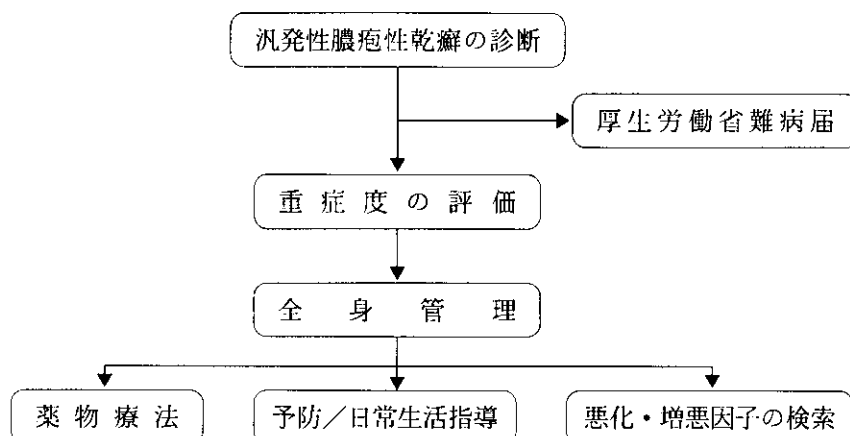 汎発性膿疱性乾癬の診断
厚生労働省難病届
重症度の評価
全身管理
薬物療法
予防／日常生活指導
悪化・増悪因子の検索